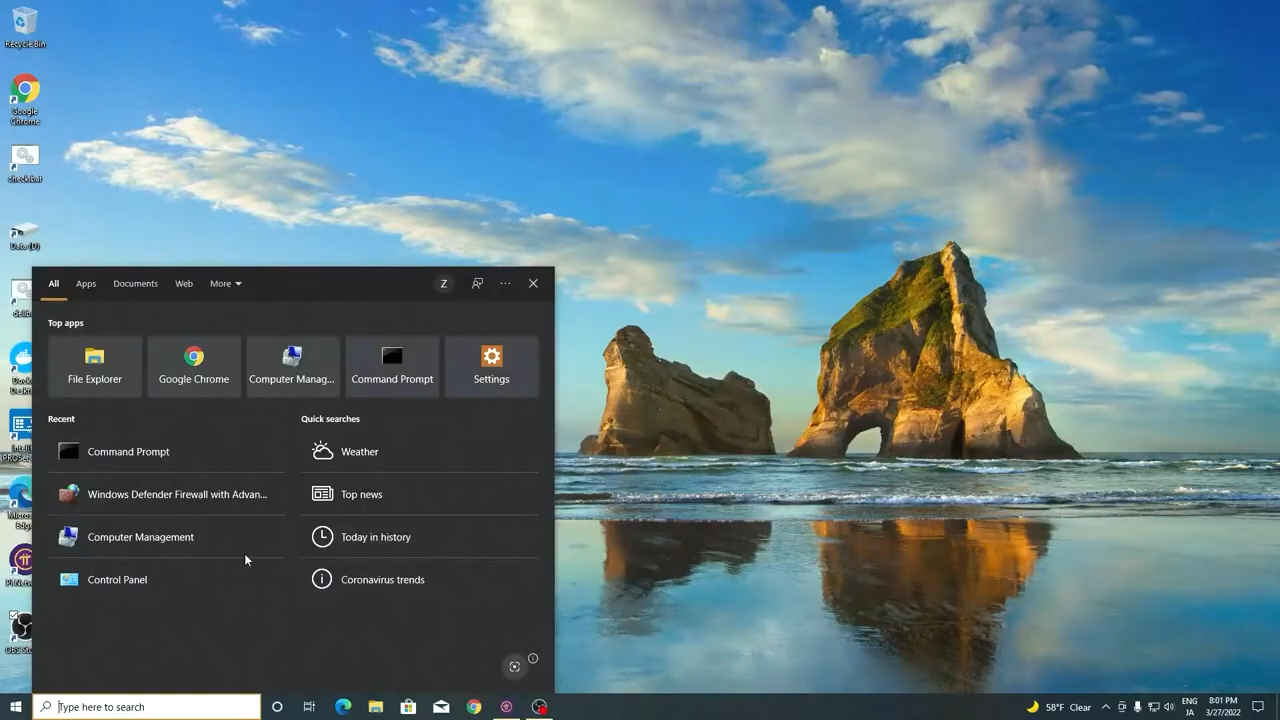 Recycle Bin
Google
Chrome
All
Apps
Documents
Web
More
Z
Top apps
File Explorer
Google Chrome
Computer Manag...
Command Prompt
Settings
Recent
Quick searches
Command Prompt
Weather
Windows Defender Firewall with Advan...
Top news
Computer Management
Today in history
Control Panel
Coronavirus trends
Type here to search
58°F Clear
ENG
JA
8:01 PM
3/27/2022